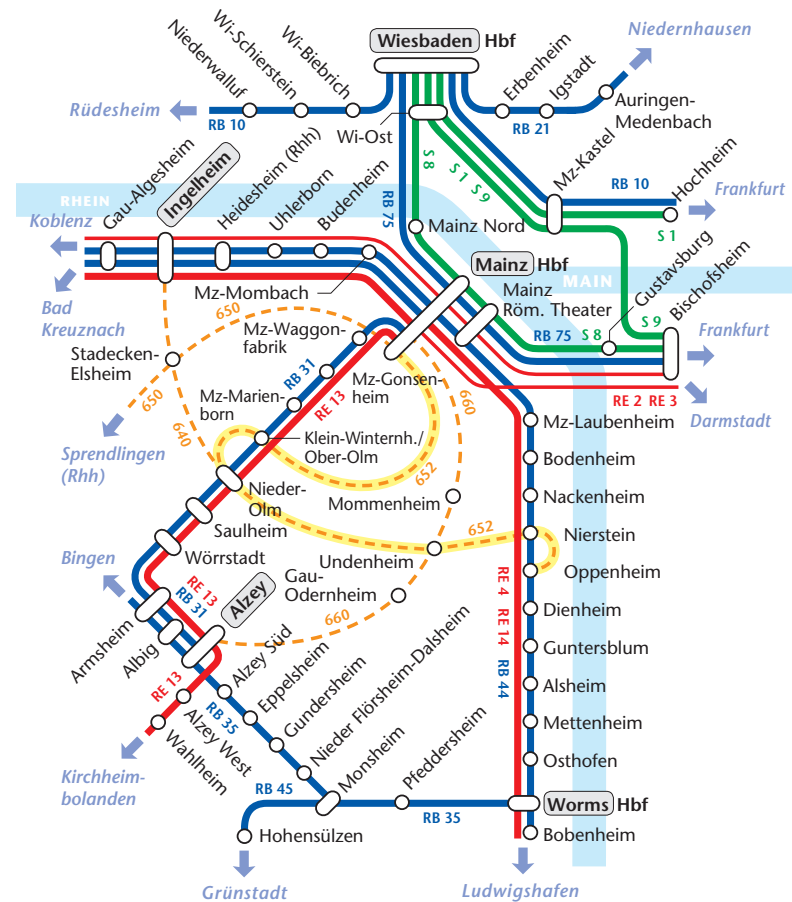 Niedernhausen
Wiesbaden Hbf
Wi-Schierstein
Wi-Biebrich
Niederwalluf
Erbenheim
Igstadt
Auringen-
Medenbach
Rüdesheim
RB 10
RB 21
Wi-Ost
S 8
S 1 S 9
Mz-Kastel
RB 10
Hochheim
Frankfurt
S 1
RHEIN
Koblenz
Gau-Algesheim
Ingelheim
Heidesheim (Rhh)
Uhlerborn
Budenheim
RB 75
Mainz Nord
Mainz Hbf
Mainz
Röm. Theater
MAIN
Gustavsburg
Bischofsheim
Mz-Mombach
Bad
Kreuznach
650
Mz-Waggon-
fabrik
RB 75
S 8
S 9
Frankfurt
Stadecken-
Elsheim
RB 31
RE 13
Mz-Gonsen-
heim
660
RE 2 RE 3
Darmstadt
650
Mz-Marien-
born
Sprendlingen
(Rhh)
640
Klein-Winternh./
Ober-Olm
652
Mz-Laubenheim
Bodenheim
Nieder-
Olm
Mommenheim
Nackenheim
Saulheim
652
Nierstein
Wörrstadt
Undenheim
Oppenheim
Bingen
RE 13
RB 31
Alzey
Gau-
Odernheim
RE 4 RE 14
RB 44
Dienheim
Armsheim
Albig
660
Guntersblum
RE 13
Alzey Süd
Eppelsheim
Gundersheim
Nieder Flörsheim-Dalsheim
Alsheim
RB 35
Alzey West
Wahlheim
Mettenheim
Kirchheim-
bolanden
Monsheim
Pfeddersheim
Osthofen
RB 45
RB 35
Worms Hbf
Hohensülzen
Bobenheim
Grünstadt
Ludwigshafen